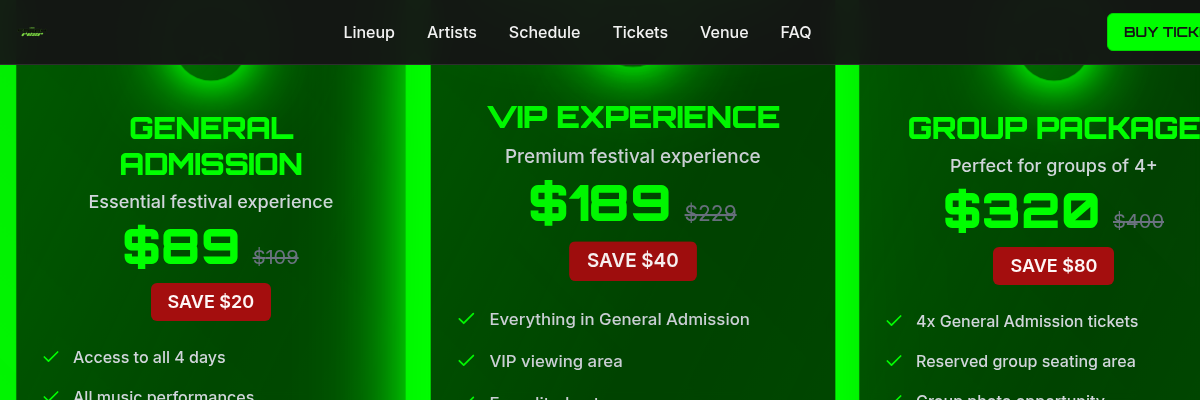 Lineup
Artists
Schedule
Tickets
Venue
FAQ
BUY
GENERAL
ADMISSION
Essential festival experience
$89 $109
SAVE $20
Access to all 4 days
All music performances
VIP EXPERIENCE
Premium festival experience
$189 $229
SAVE $40
Everything in General Admission
VIP viewing area
GROUP PACKAGE
Perfect for groups of 4+
$320 $400
SAVE $80
4x General Admission tickets
Reserved group seating area
Group photo opportunity